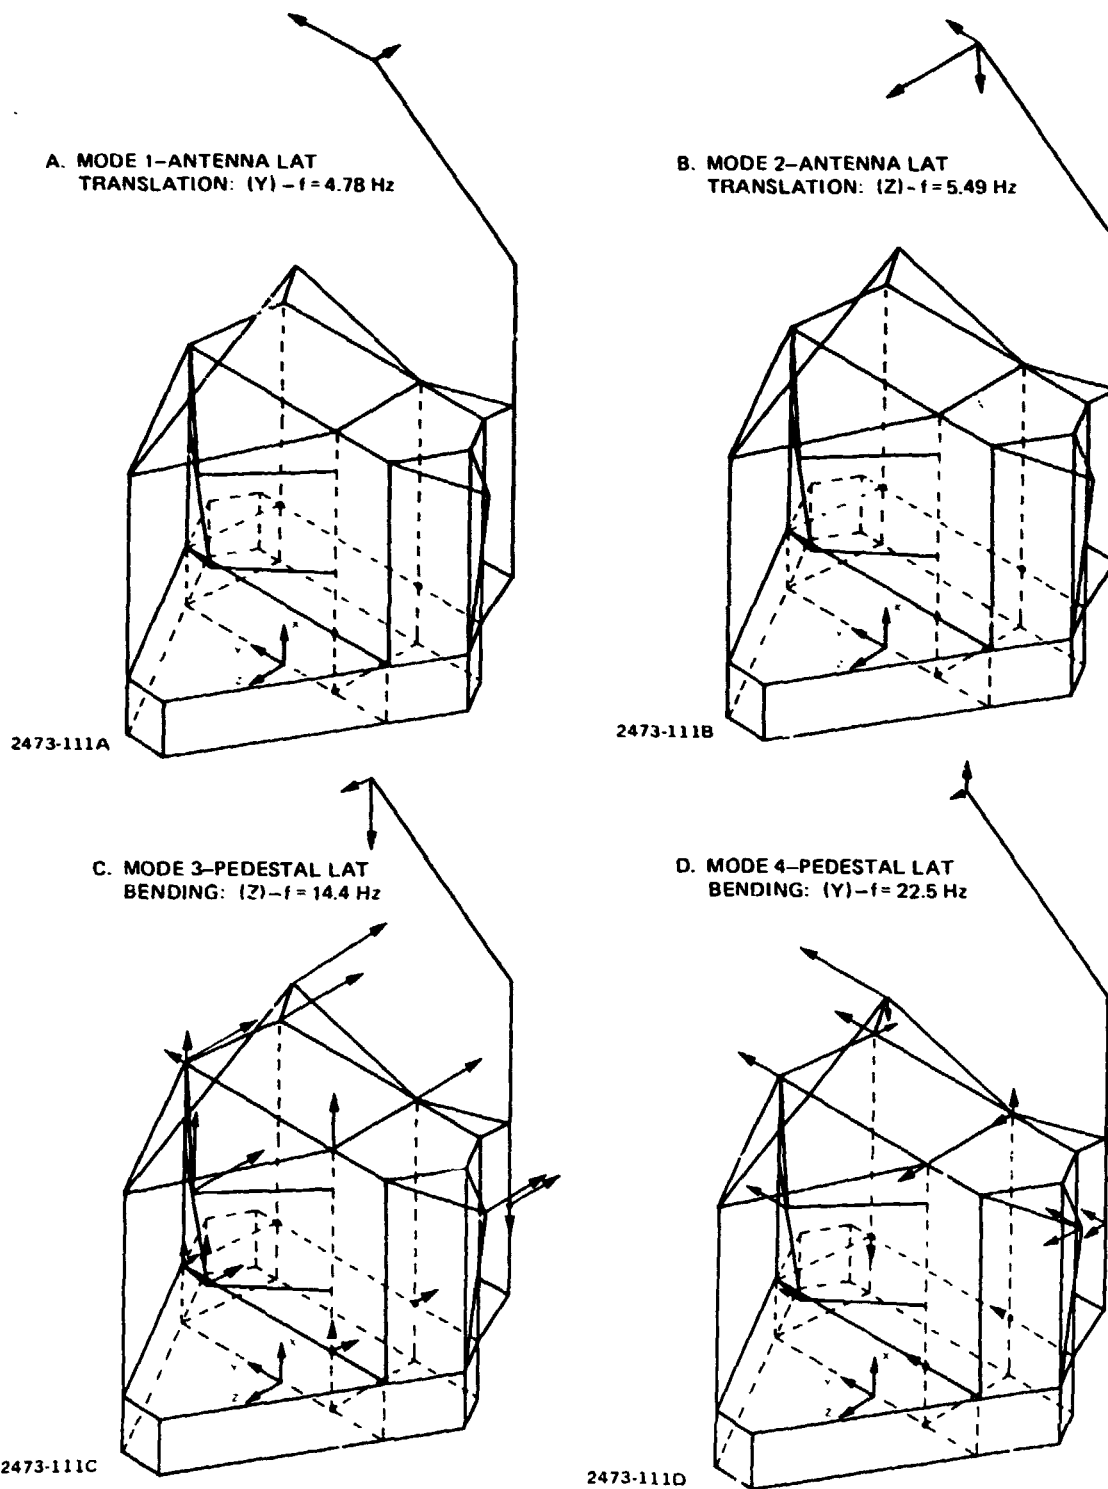 A. MODE 1–ANTENNA LAT
TRANSLATION: (Y) – f = 4.78 Hz
B. MODE 2–ANTENNA LAT
TRANSLATION: (Z) – f = 5.49 Hz
X
Y
X
2473-111A
2473-111B
C. MODE 3–PEDESTAL LAT
BENDING: (Z) – f = 14.4 Hz
D. MODE 4–PEDESTAL LAT
BENDING: (Y) – f = 22.5 Hz
X
Y
Z
X
Y
Z
2473-111C
2473-111D